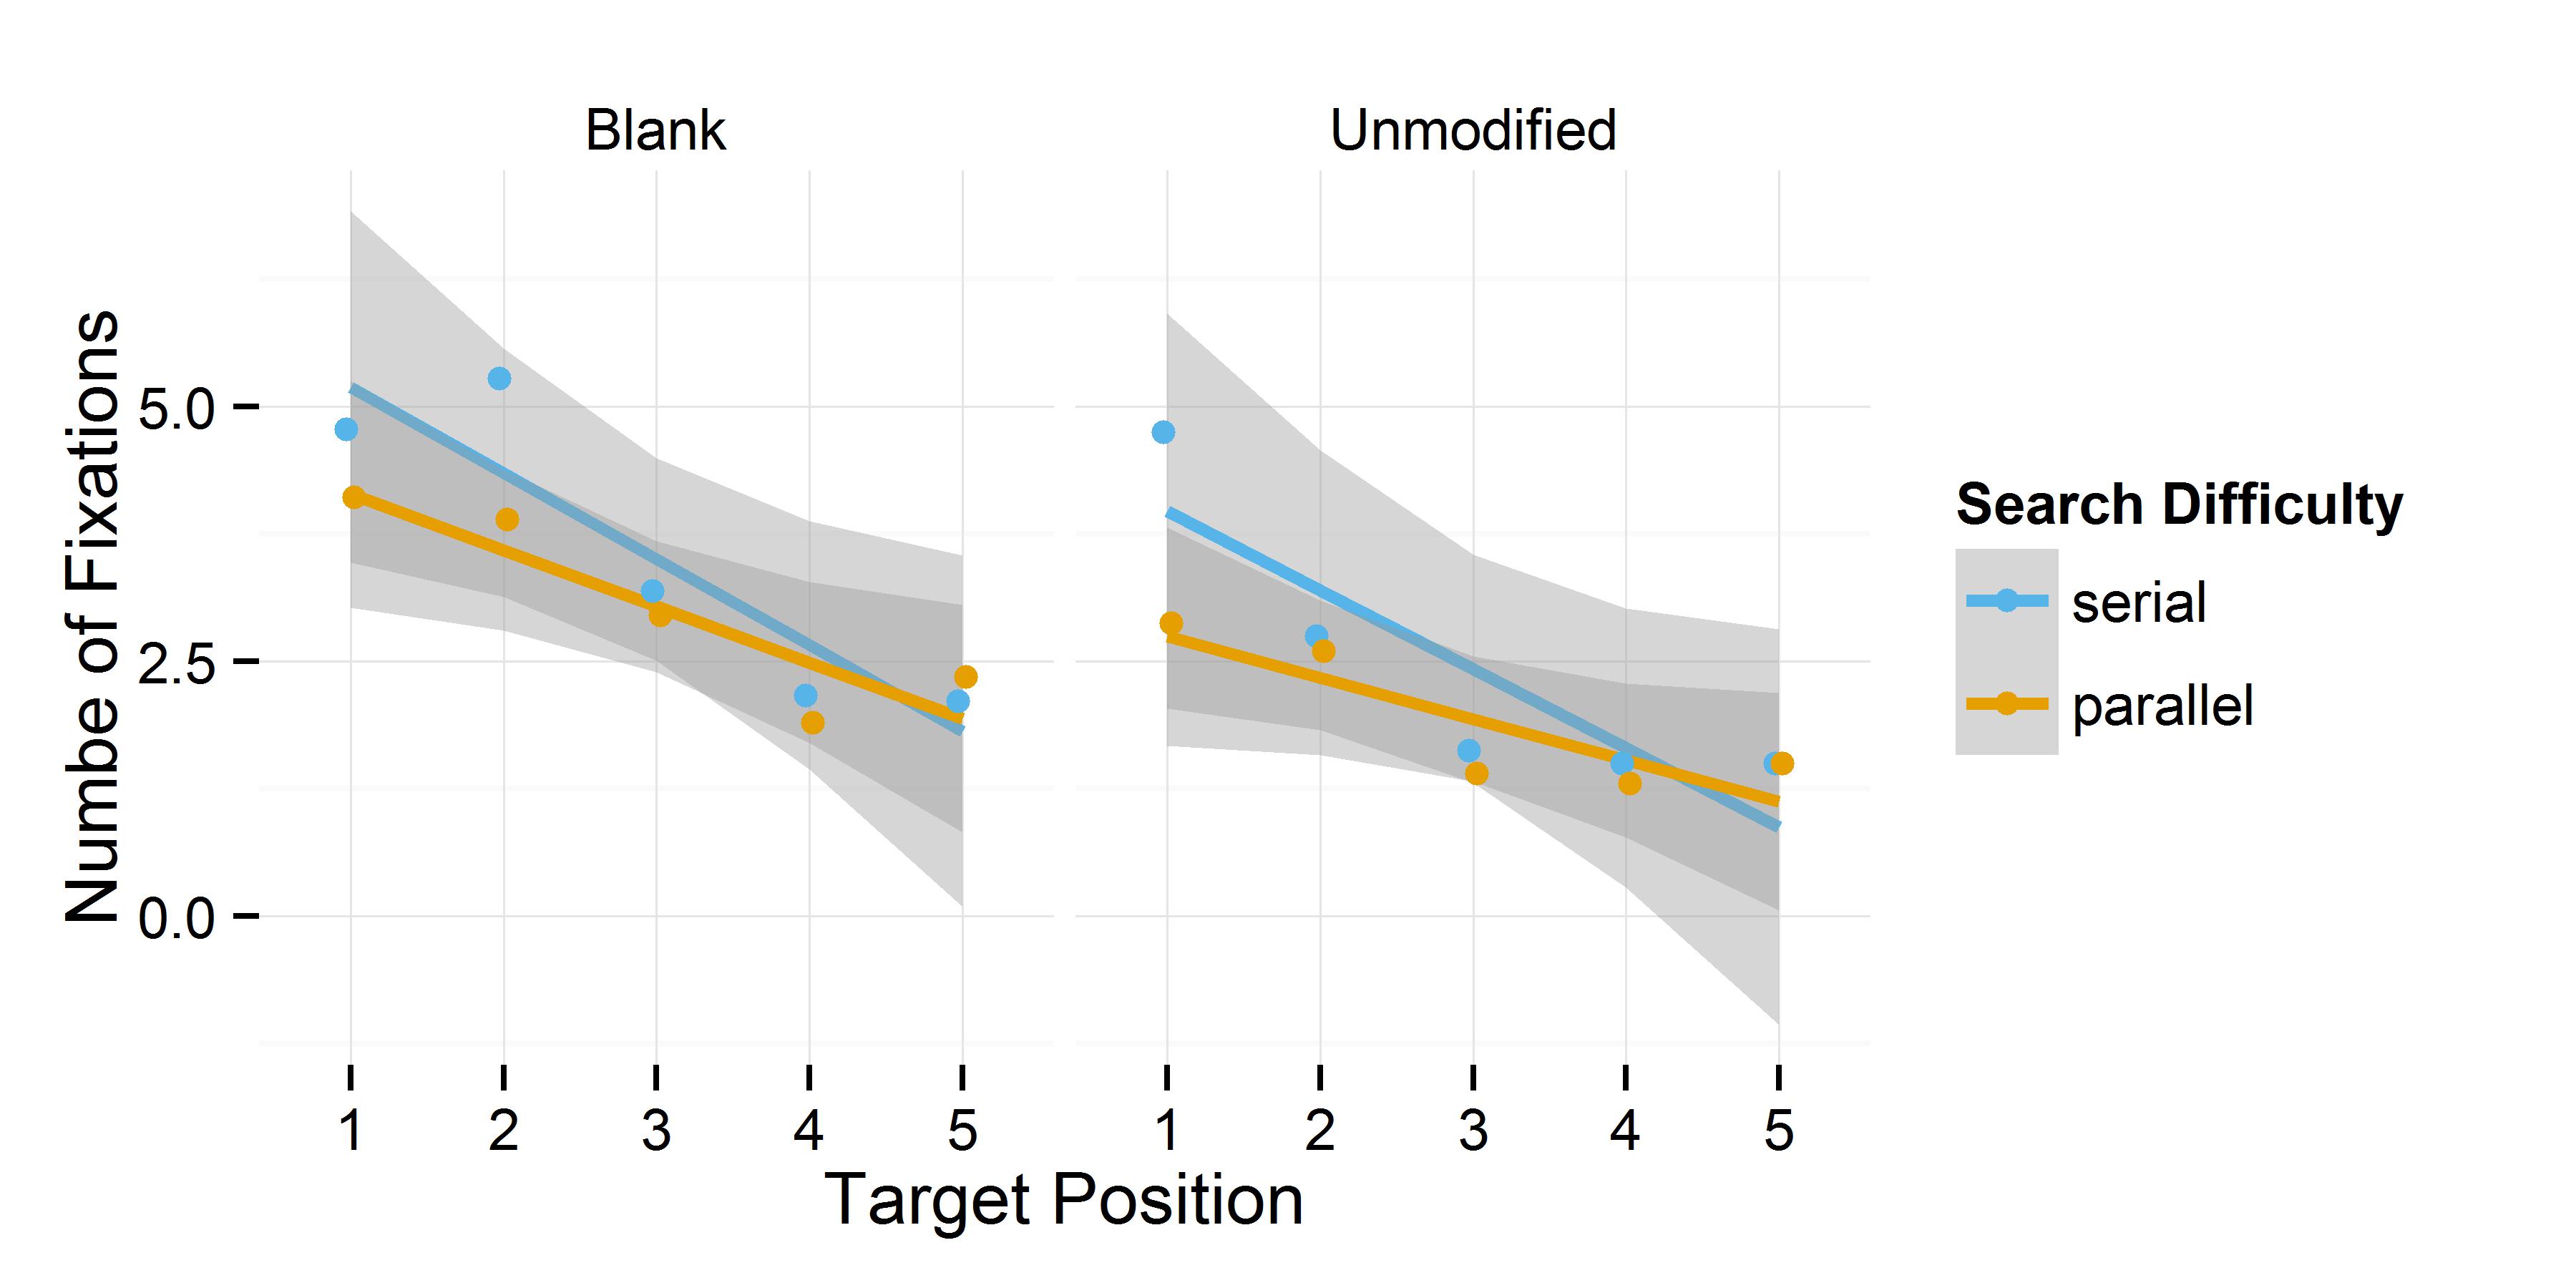 Blank
Unmodified
Number of Fixations
5.0
2.5
0.0
1 2 3 4 5
1 2 3 4 5
Target Position
Search Difficulty
serial
parallel